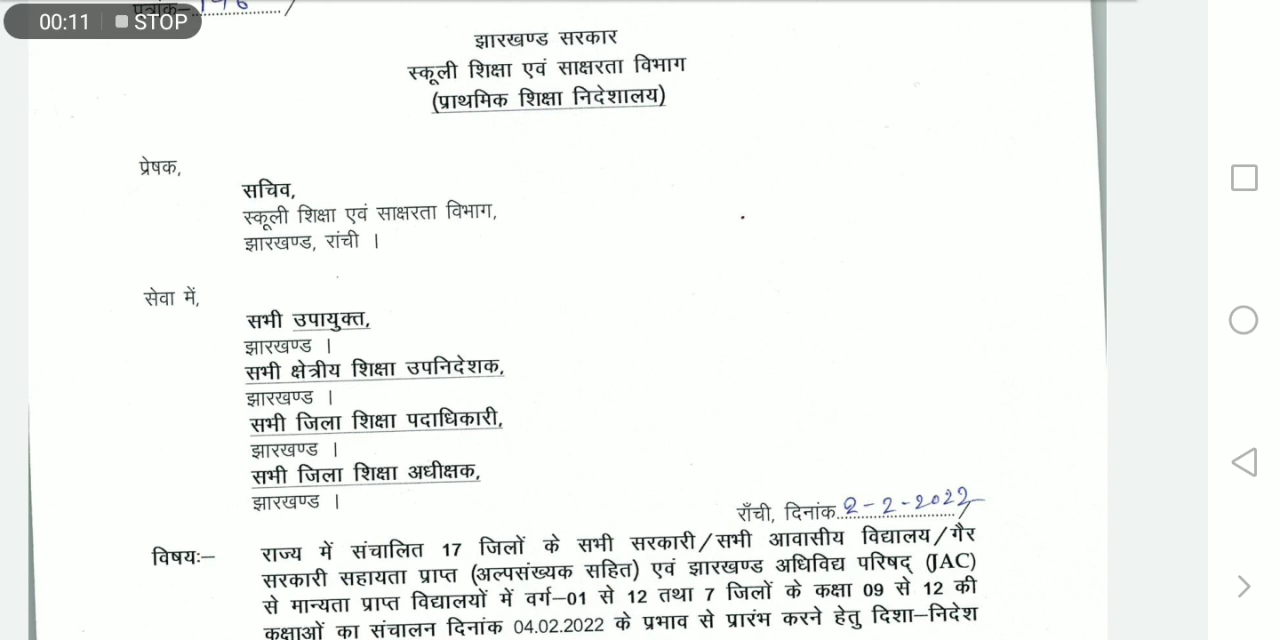 00:11 STOP
पत्रांक– 146 /
झारखण्ड सरकार
स्कूली शिक्षा एवं साक्षरता विभाग
(प्राथमिक शिक्षा निदेशालय)
प्रेषक,
सचिव,
स्कूली शिक्षा एवं साक्षरता विभाग,
झारखण्ड, रांची ।
सेवा में,
सभी उपायुक्त,
झारखण्ड ।
सभी क्षेत्रीय शिक्षा उपनिदेशक,
झारखण्ड ।
सभी जिला शिक्षा पदाधिकारी,
झारखण्ड ।
सभी जिला शिक्षा अधीक्षक,
झारखण्ड ।
राँची, दिनांक 2-2-2022/
विषयः– राज्य में संचालित 17 जिलों के सभी सरकारी/सभी आवासीय विद्यालय/गैर
सरकारी सहायता प्राप्त (अल्पसंख्यक सहित) एवं झारखण्ड अधिविद्य परिषद् (JAC)
से मान्यता प्राप्त विद्यालयों में वर्ग–01 से 12 तथा 7 जिलों के कक्षा 09 से 12 की
कक्षाओं का संचालन दिनांक 04.02.2022 के प्रभाव से प्रारंभ करने हेतु दिशा–निदेश